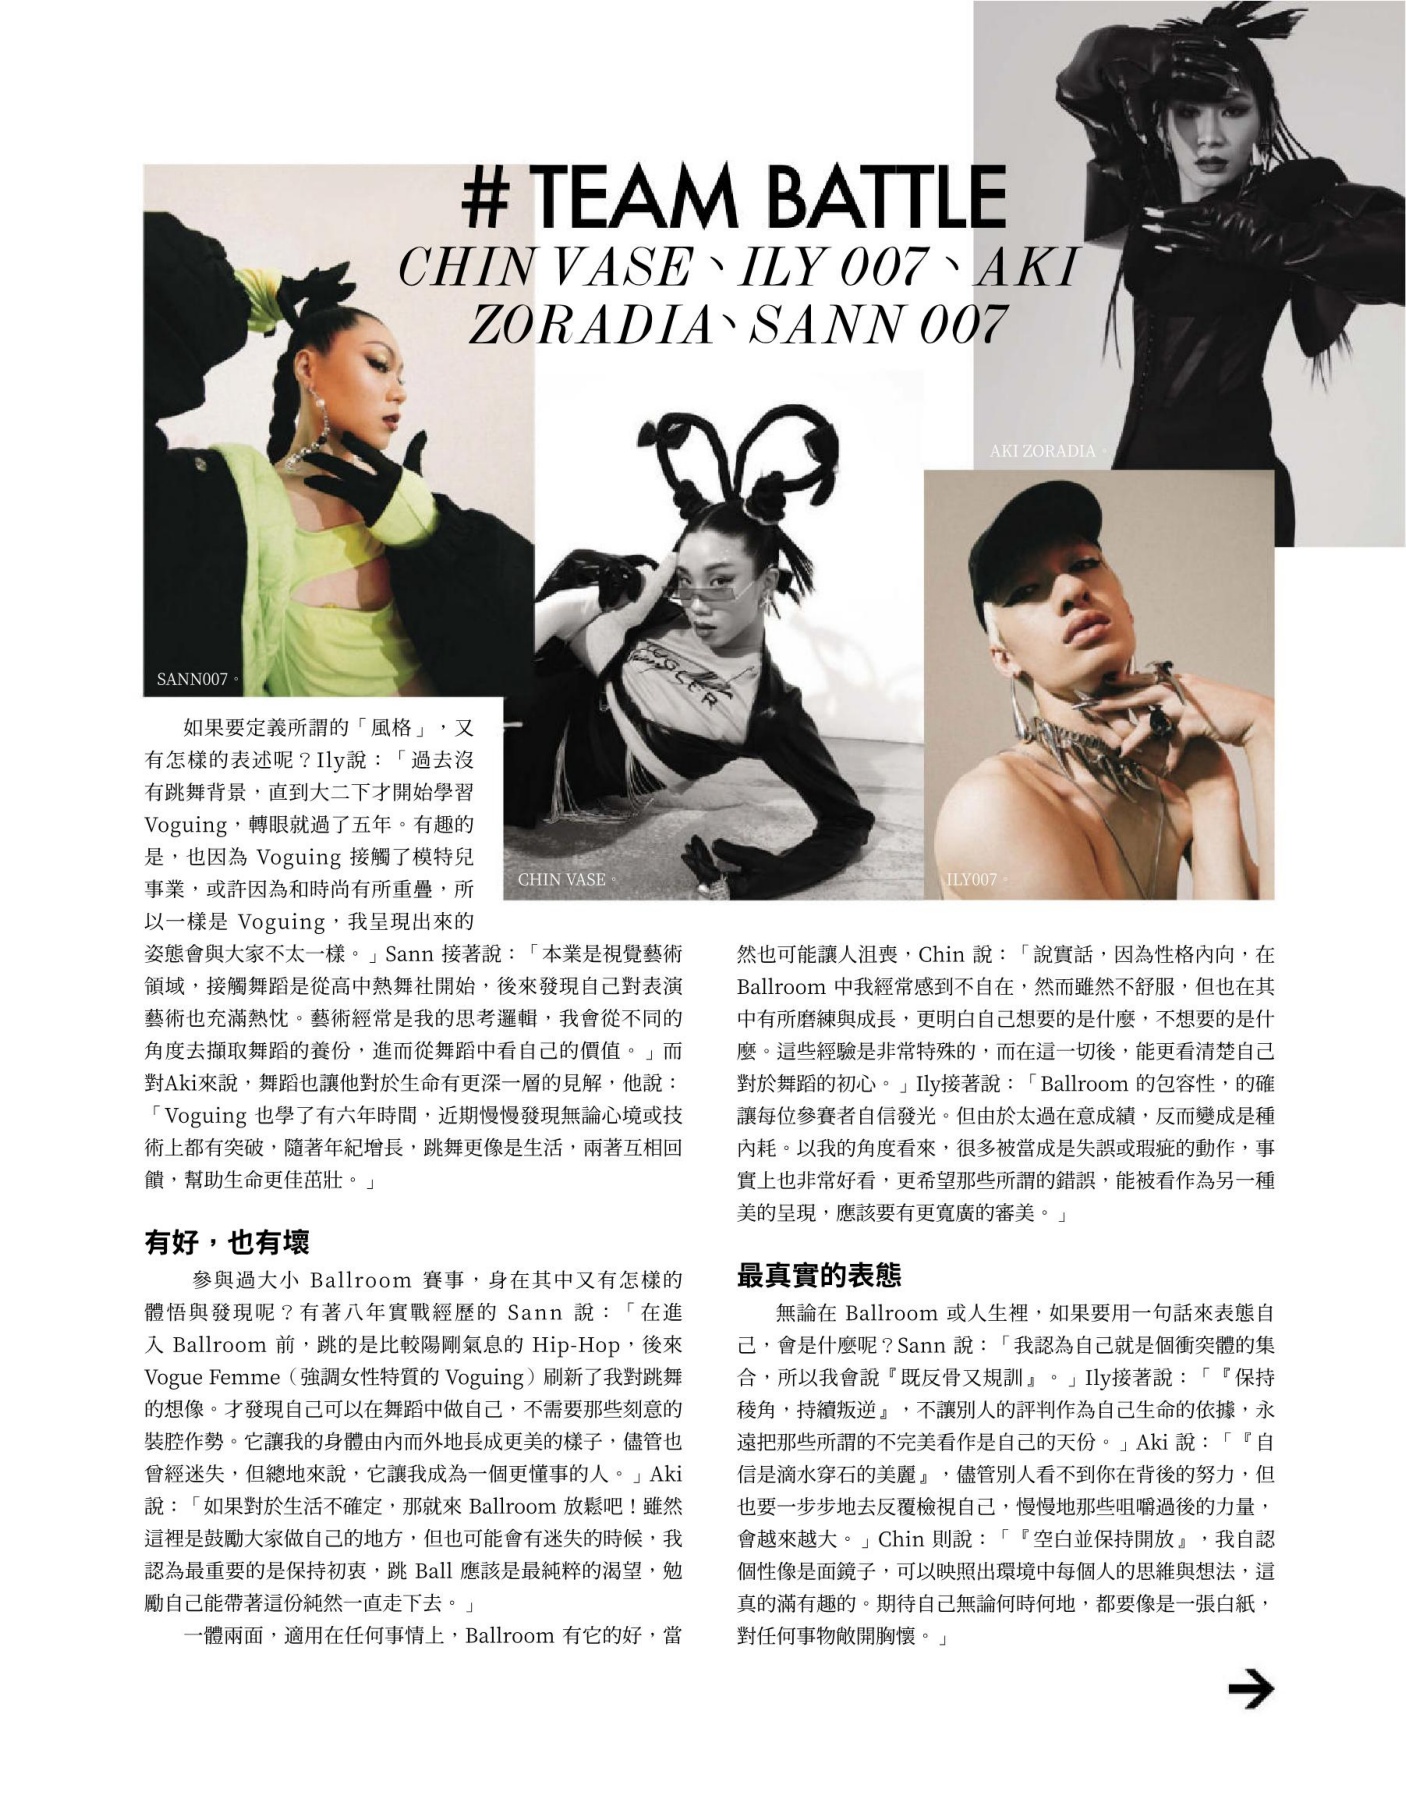 # TEAM BATTLE
CHIN VASE、ILY 007、AKI
ZORADIA、SANN 007
AKI ZORADIA。
SANN007。
CHIN VASE。
ILY007。
如果要定義所謂的「風格」，又
有怎樣的表述呢？Ily說：「過去沒
有跳舞背景，直到大二下才開始學習
Voguing，轉眼就過了五年。有趣的
是，也因為 Voguing 接觸了模特兒
事業，或許因為和時尚有所重疊，所
以一樣是 Voguing，我呈現出來的
姿態會與大家不太一樣。」Sann 接著說：「本業是視覺藝術
領域，接觸舞蹈是從高中熱舞社開始，後來發現自己對表演
藝術也充滿熱忱。藝術經常是我的思考邏輯，我會從不同的
角度去擷取舞蹈的養份，進而從舞蹈中看自己的價值。」而
對Aki來說，舞蹈也讓他對於生命有更深一層的見解，他說：
「Voguing 也學了有六年時間，近期慢慢發現無論心境或技
術上都有突破，隨著年紀增長，跳舞更像是生活，兩著互相回
饋，幫助生命更佳茁壯。」
有好，也有壞
參與過大小 Ballroom 賽事，身在其中又有怎樣的
體悟與發現呢？有著八年實戰經歷的 Sann 說：「在進
入 Ballroom 前，跳的是比較陽剛氣息的 Hip-Hop，後來
Vogue Femme（強調女性特質的 Voguing）刷新了我對跳舞
的想像。才發現自己可以在舞蹈中做自己，不需要那些刻意的
裝腔作勢。它讓我的身體由內而外地長成更美的樣子，儘管也
曾經迷失，但總地來說，它讓我成為一個更懂事的人。」Aki
說：「如果對於生活不確定，那就來 Ballroom 放鬆吧！雖然
這裡是鼓勵大家做自己的地方，但也可能會有迷失的時候，我
認為最重要的是保持初衷，跳 Ball 應該是最純粹的渴望，勉
勵自己能帶著這份純然一直走下去。」
一體兩面，適用在任何事情上，Ballroom 有它的好，當
然也可能讓人沮喪，Chin 說：「說實話，因為性格內向，在
Ballroom 中我經常感到不自在，然而雖然不舒服，但也在其
中有所磨練與成長，更明白自己想要的是什麼，不想要的是什
麼。這些經驗是非常特殊的，而在這一切後，能更看清楚自己
對於舞蹈的初心。」Ily接著說：「Ballroom 的包容性，的確
讓每位參賽者自信發光。但由於太過在意成績，反而變成是種
內耗。以我的角度看來，很多被當成是失誤或瑕疵的動作，事
實上也非常好看，更希望那些所謂的錯誤，能被看作為另一種
美的呈現，應該要有更寬廣的審美。」
最真實的表態
無論在 Ballroom 或人生裡，如果要用一句話來表態自
己，會是什麼呢？Sann 說：「我認為自己就是個衝突體的集
合，所以我會說『既反骨又規訓』。」Ily接著說：「『保持
稜角，持續叛逆』，不讓別人的評判作為自己生命的依據，永
遠把那些所謂的不完美看作是自己的天份。」Aki 說：「『自
信是滴水穿石的美麗』，儘管別人看不到你在背後的努力，但
也要一步步地去反覆檢視自己，慢慢地那些咀嚼過後的力量，
會越來越大。」Chin 則說：「『空白並保持開放』，我自認
個性像是面鏡子，可以映照出環境中每個人的思維與想法，這
真的滿有趣的。期待自己無論何時何地，都要像是一張白紙，
對任何事物敞開胸懷。」